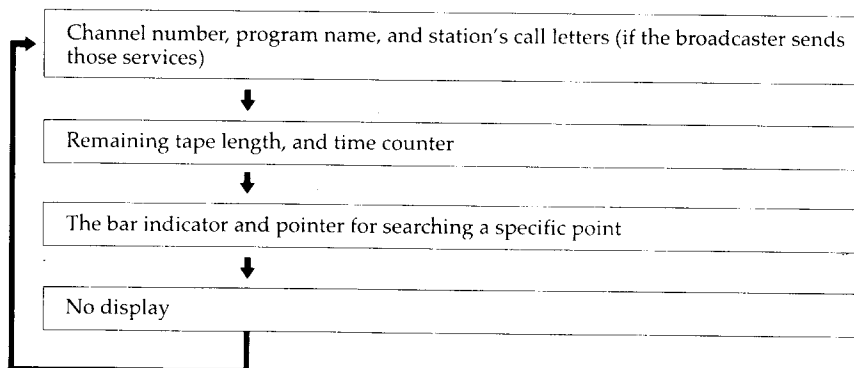 Channel number, program name, and station's call letters (if the broadcaster sends
those services)
Remaining tape length, and time counter
The bar indicator and pointer for searching a specific point
No display